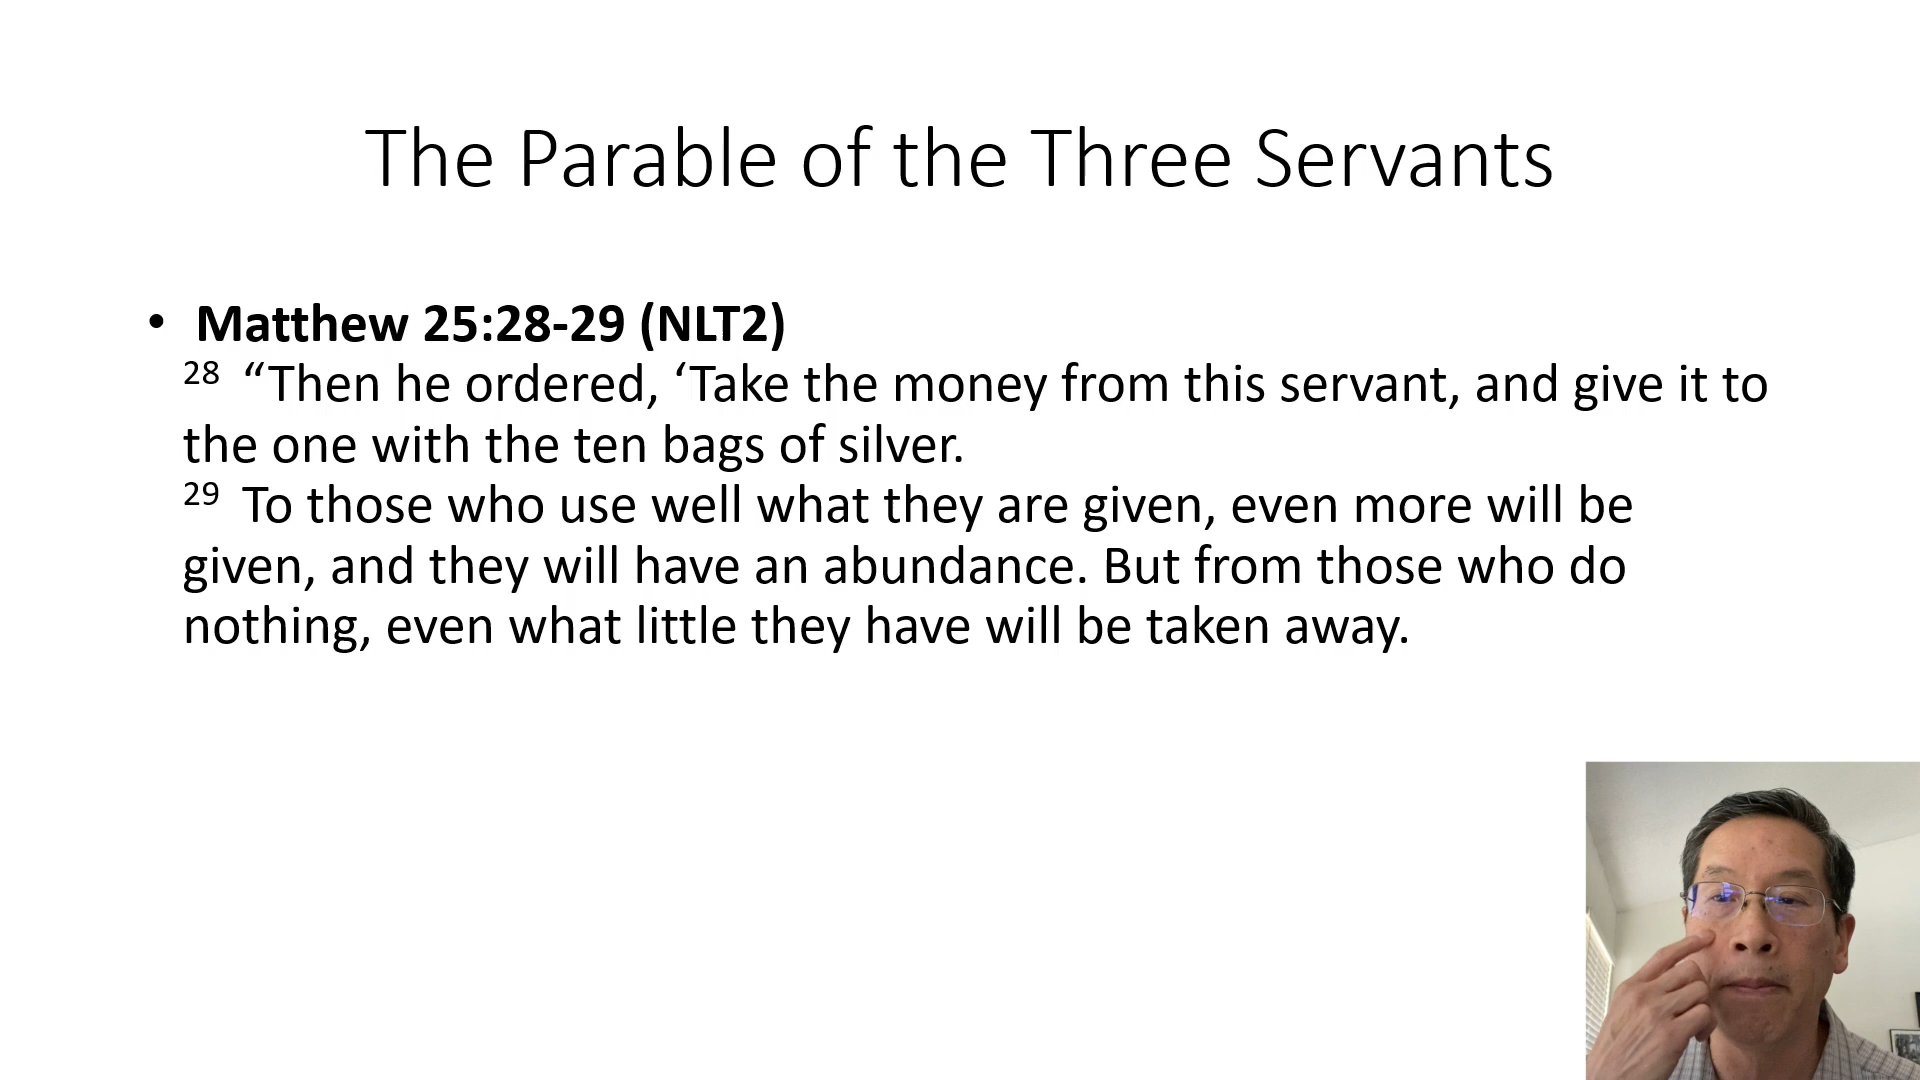 The Parable of the Three Servants
• Matthew 25:28-29 (NLT2)
28 “Then he ordered, ‘Take the money from this servant, and give it to
the one with the ten bags of silver.
29 To those who use well what they are given, even more will be
given, and they will have an abundance. But from those who do
nothing, even what little they have will be taken away.